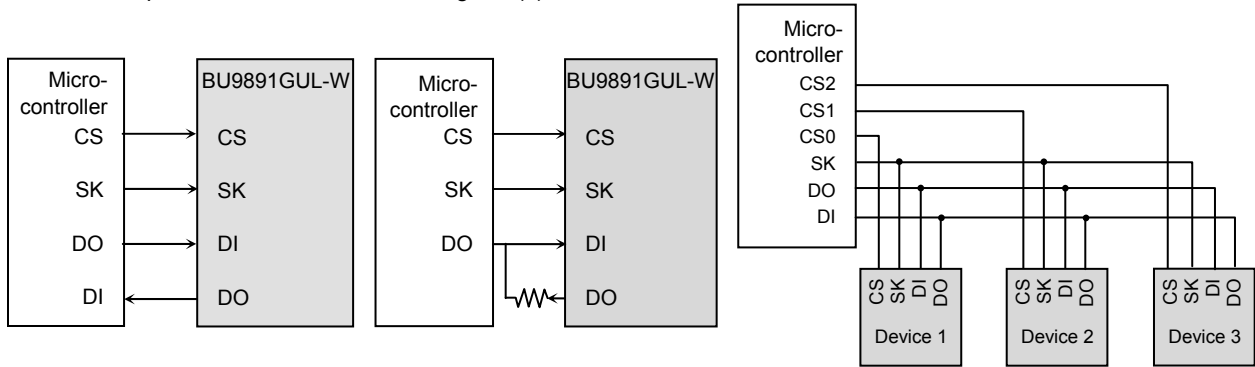 Micro-
controller
CS
SK
DO
DI
BU9891GUL-W
CS
SK
DI
DO
Micro-
controller
CS
SK
DO
BU9891GUL-W
CS
SK
DI
DO
Micro-
controller
CS2
CS1
CS0
SK
DO
DI
CS
SK
DI
DO
Device 1
CS
SK
DI
DO
Device 2
CS
SK
DI
DO
Device 3